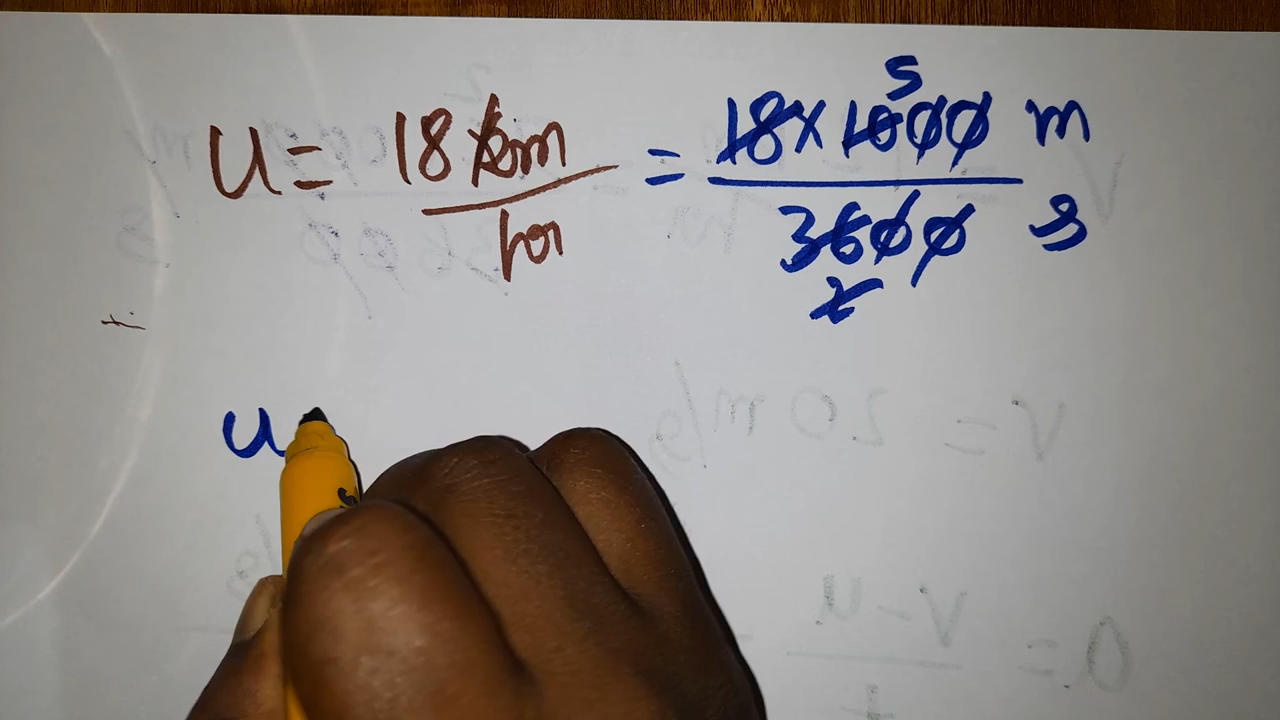 5
u = 18 km/hr = 18 x 1000 m / 3600 s
2
u